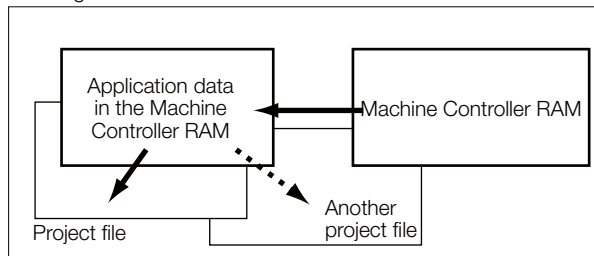 Application data
in the Machine
Controller RAM
Machine Controller RAM
Another
project file
Project file